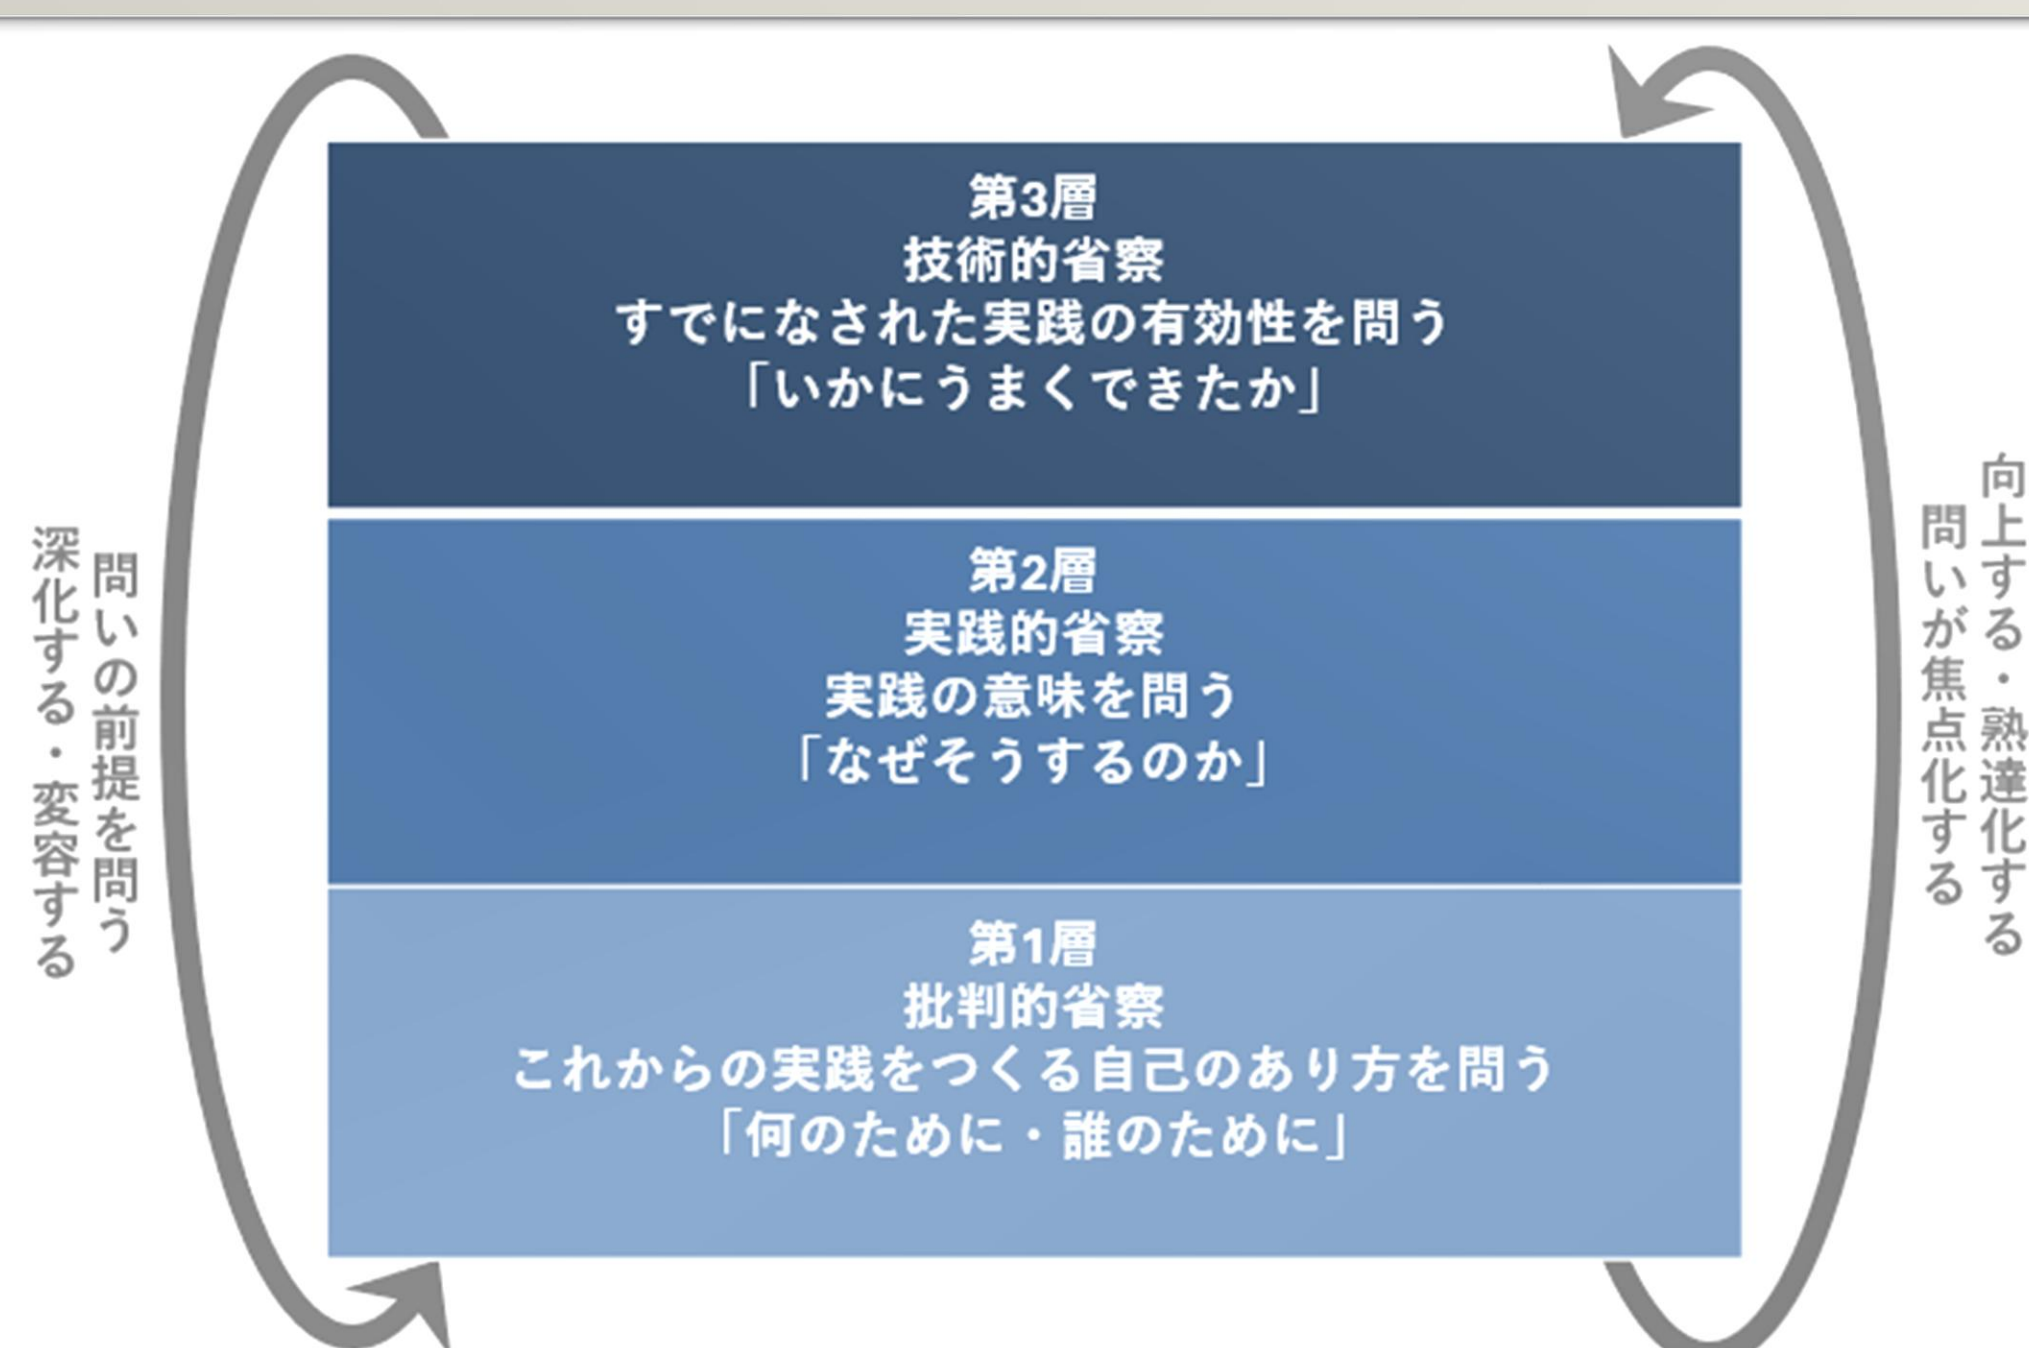 第3層
技術的省察
すでになされた実践の有効性を問う
「いかにうまくできたか」
第2層
実践的省察
実践の意味を問う
「なぜそうするのか」
第1層
批判的省察
これからの実践をつくる自己のあり方を問う
「何のために・誰のために」
問いの前提を問う
深化する・変容する
向上する・熟達化する
問いが焦点化する